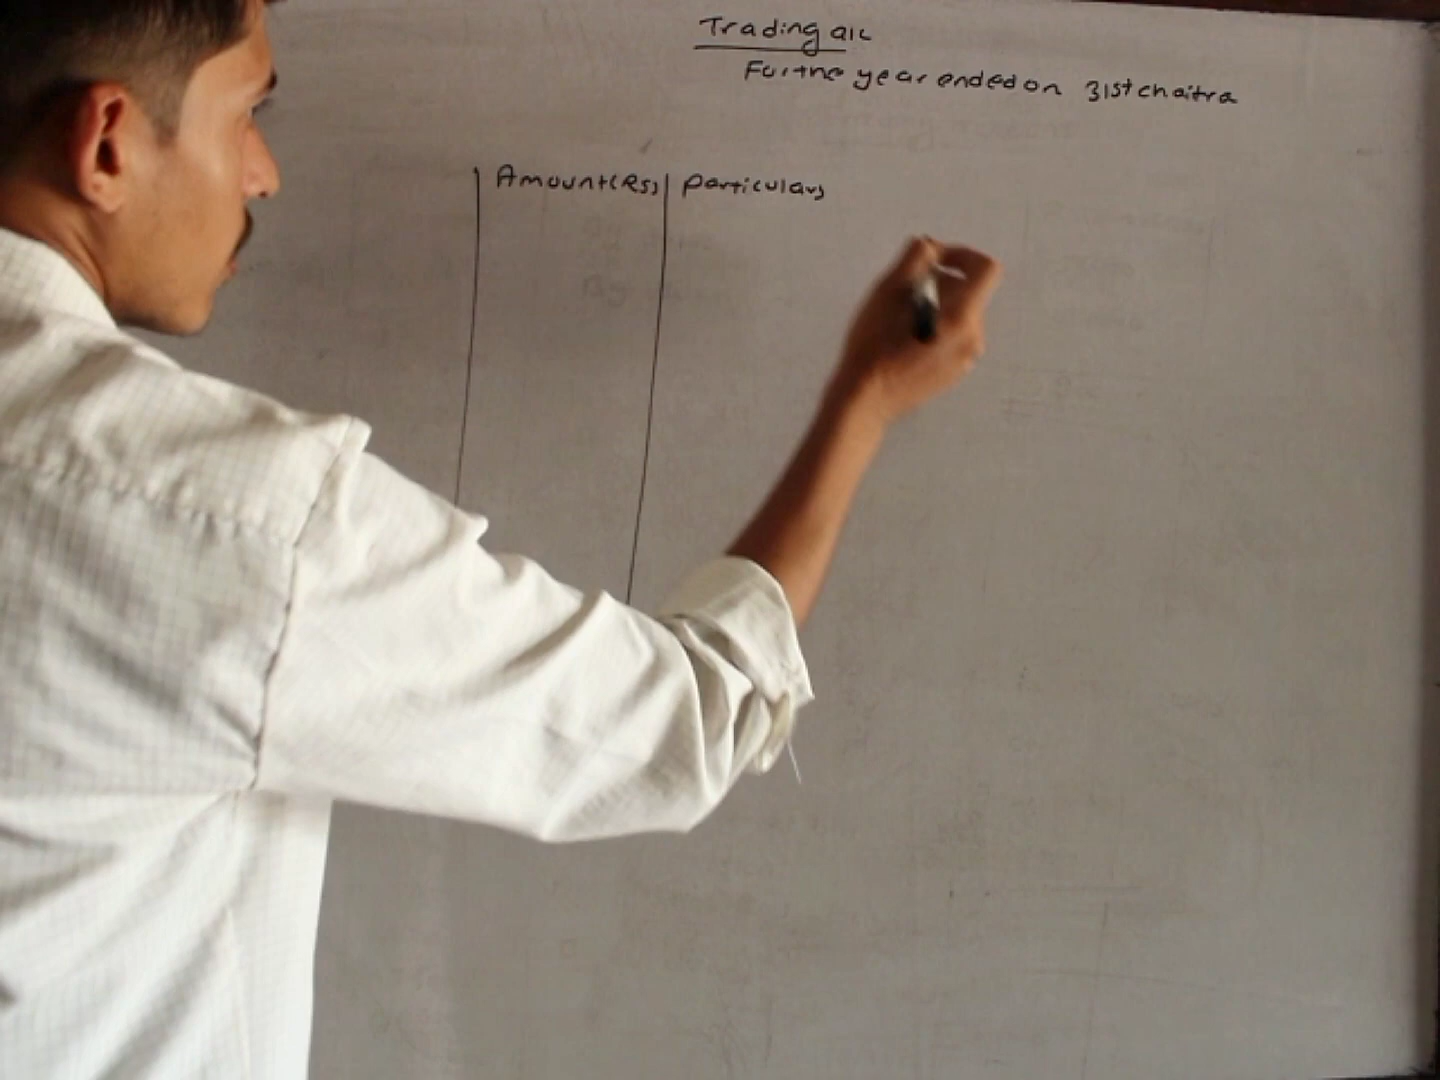 Trading a/c
For the year ended on 31st chaitra
Amount(Rs) Particulars